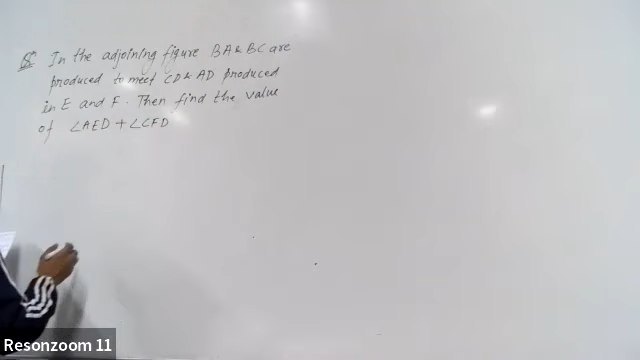 Q. In the adjoining figure BA & BC are
produced to meet CD & AD produced
in E and F. Then find the value
of ∠AED + ∠CFD
Resonzoom 11